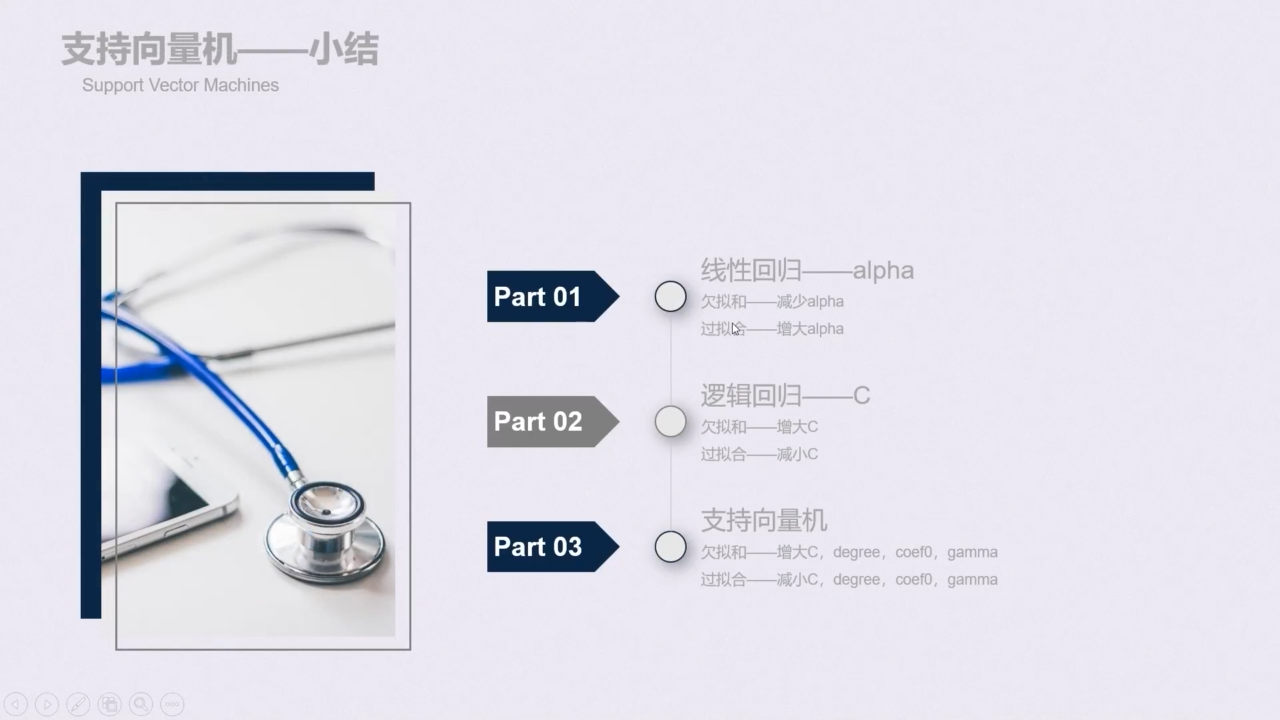 支持向量机——小结
Support Vector Machines
Part 01
线性回归——alpha
欠拟和——减少alpha
过拟合——增大alpha
Part 02
逻辑回归——C
欠拟和——增大C
过拟合——减小C
Part 03
支持向量机
欠拟和——增大C，degree，coef0，gamma
过拟合——减小C，degree，coef0，gamma